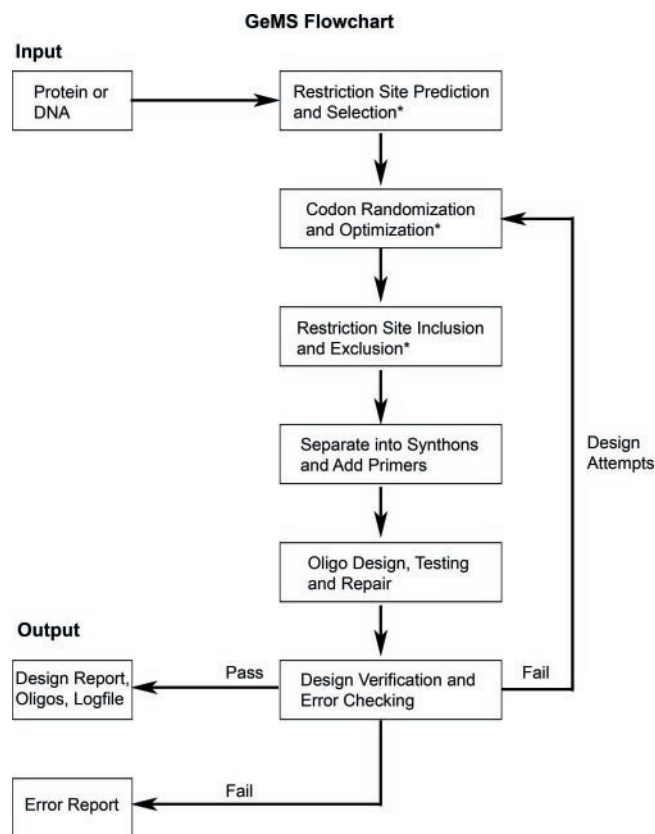 GeMS Flowchart
Input
Protein or
DNA
Restriction Site Prediction
and Selection*
Codon Randomization
and Optimization*
Restriction Site Inclusion
and Exclusion*
Separate into Synthons
and Add Primers
Design
Attempts
Oligo Design, Testing
and Repair
Output
Design Report,
Oligos, Logfile
Pass
Design Verification and
Error Checking
Fail
Error Report
Fail